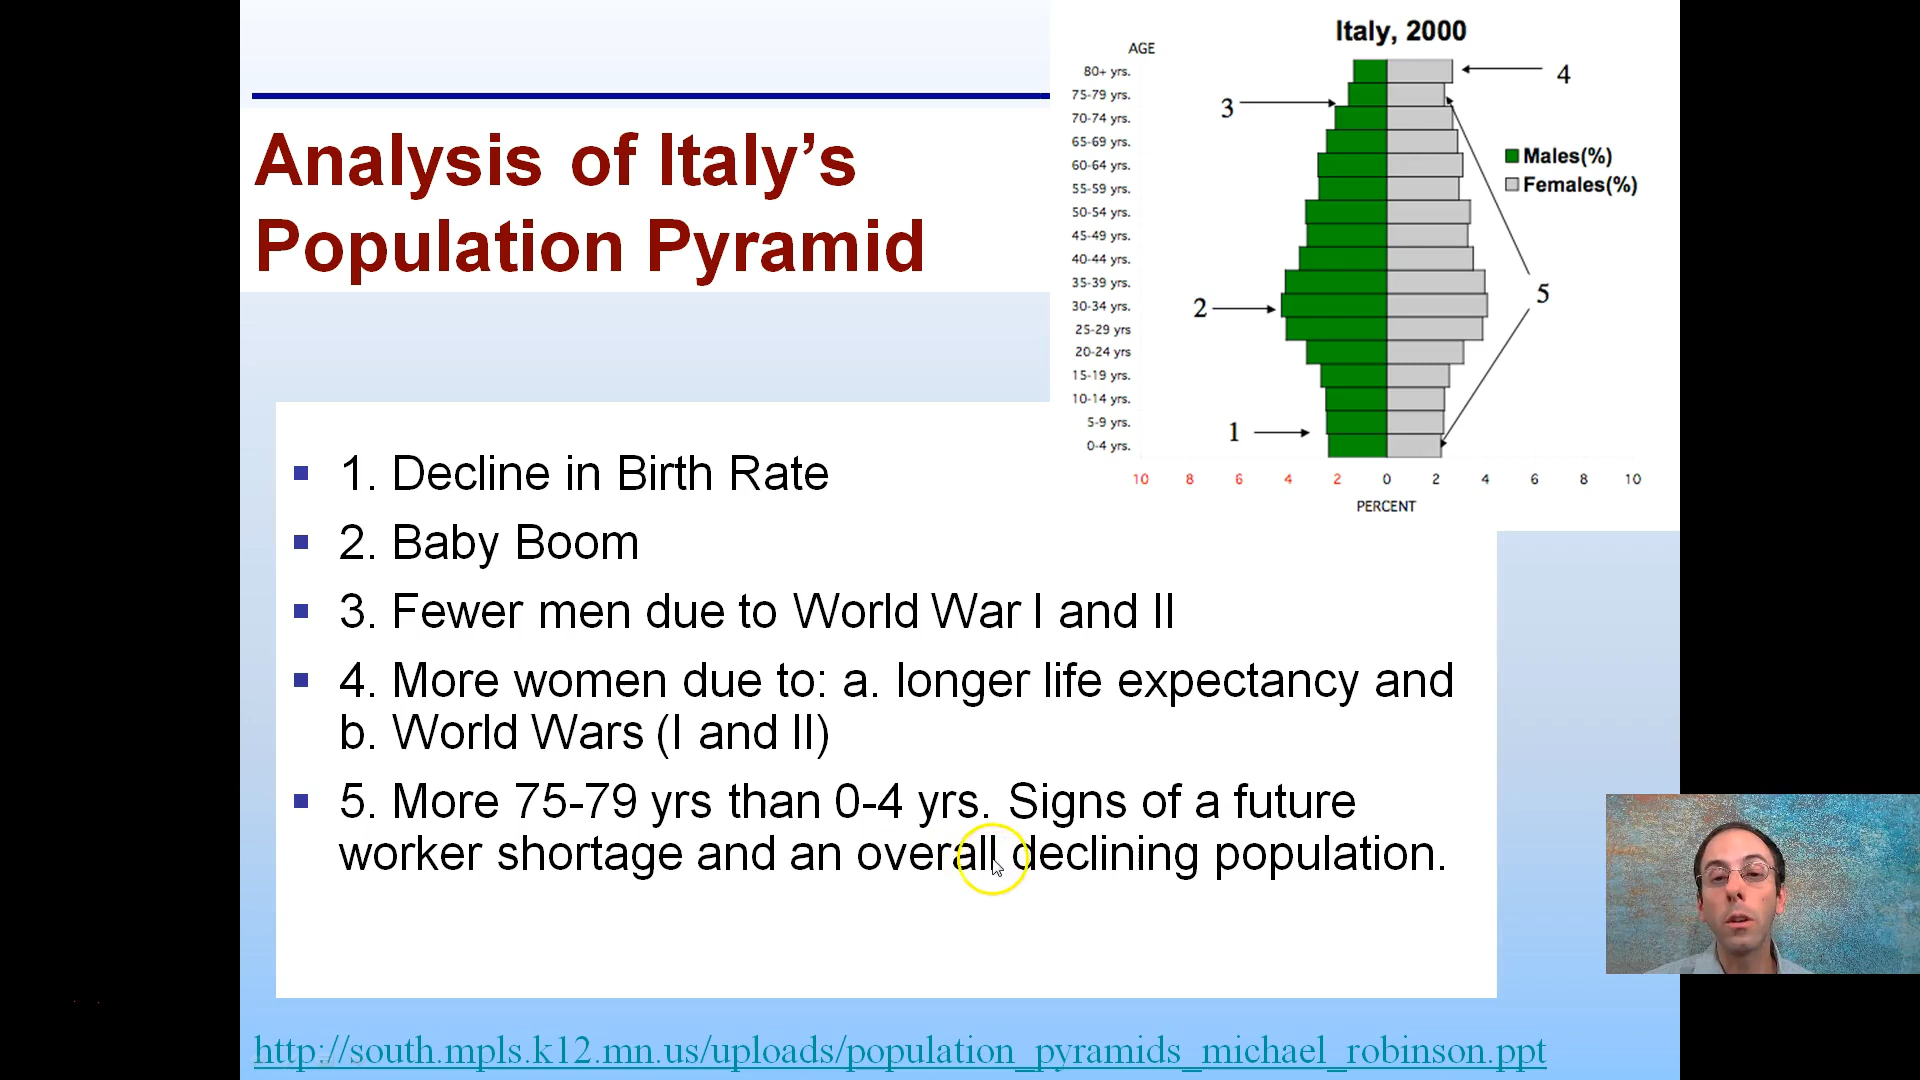 Analysis of Italy’s
Population Pyramid
Italy, 2000
AGE
80+ yrs.
75-79 yrs.
70-74 yrs.
65-69 yrs.
60-64 yrs.
55-59 yrs.
50-54 yrs.
45-49 yrs.
40-44 yrs.
35-39 yrs.
30-34 yrs.
25-29 yrs
20-24 yrs
15-19 yrs.
10-14 yrs.
5-9 yrs.
0-4 yrs.
10 8 6 4 2 0 2 4 6 8 10
PERCENT
4
3
Males(%)
Females(%)
5
2
1
1. Decline in Birth Rate
2. Baby Boom
3. Fewer men due to World War I and II
4. More women due to: a. longer life expectancy and
b. World Wars (I and II)
5. More 75-79 yrs than 0-4 yrs. Signs of a future
worker shortage and an overall declining population.
http://south.mpls.k12.mn.us/uploads/population_pyramids_michael_robinson.ppt